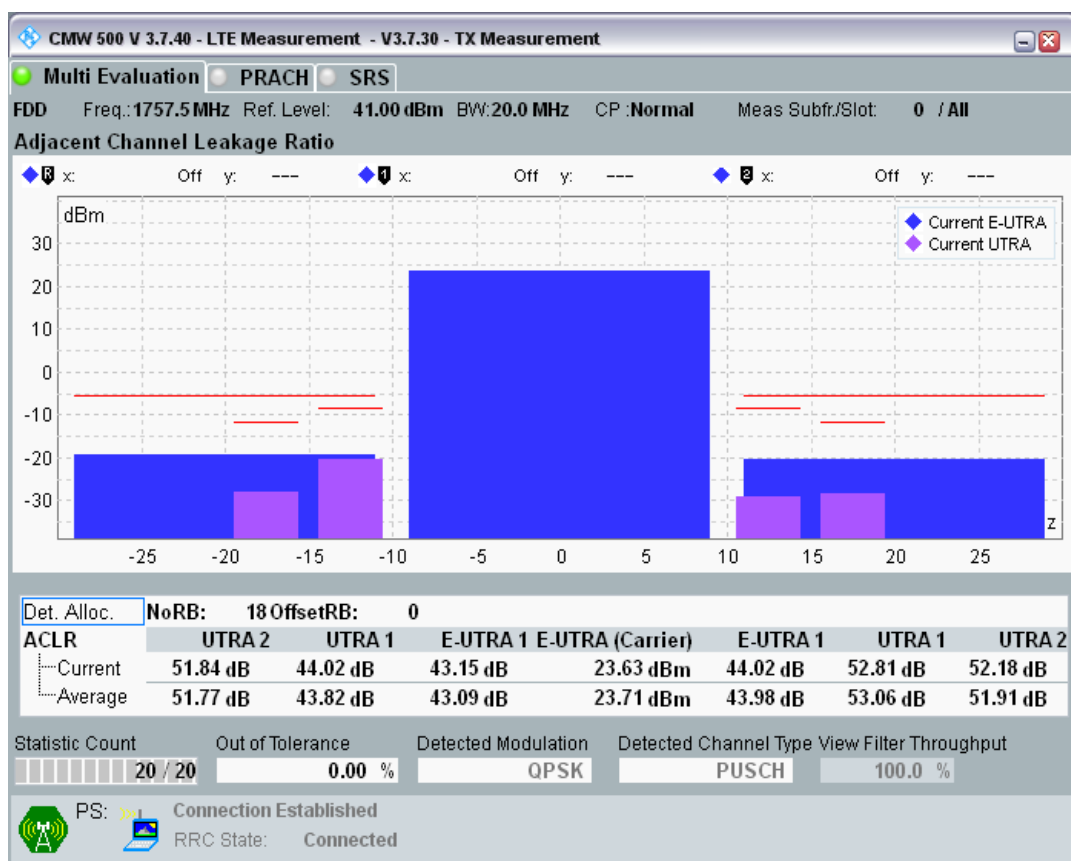 CMW 500 V 3.7.40 - LTE Measurement - V3.7.30 - TX Measurement
Multi Evaluation PRACH SRS
FDD Freq.: 1757.5 MHz Ref. Level: 41.00 dBm BW: 20.0 MHz CP : Normal Meas Subfr./Slot: 0 / All
Adjacent Channel Leakage Ratio
R x: Off y: --- 1 x: Off y: --- 2 x: Off y: ---
dBm
Current E-UTRA
Current UTRA
30
20
10
0
-10
-20
-30
z
-25 -20 -15 -10 -5 0 5 10 15 20 25
Det. Alloc. NoRB: 18 OffsetRB: 0
ACLR UTRA 2 UTRA 1 E-UTRA 1 E-UTRA (Carrier) E-UTRA 1 UTRA 1 UTRA 2
Current 51.84 dB 44.02 dB 43.15 dB 23.63 dBm 44.02 dB 52.81 dB 52.18 dB
Average 51.77 dB 43.82 dB 43.09 dB 23.71 dBm 43.98 dB 53.06 dB 51.91 dB
Statistic Count Out of Tolerance Detected Modulation Detected Channel Type View Filter Throughput
20 / 20 0.00 % QPSK PUSCH 100.0 %
PS: Connection Established
RRC State: Connected